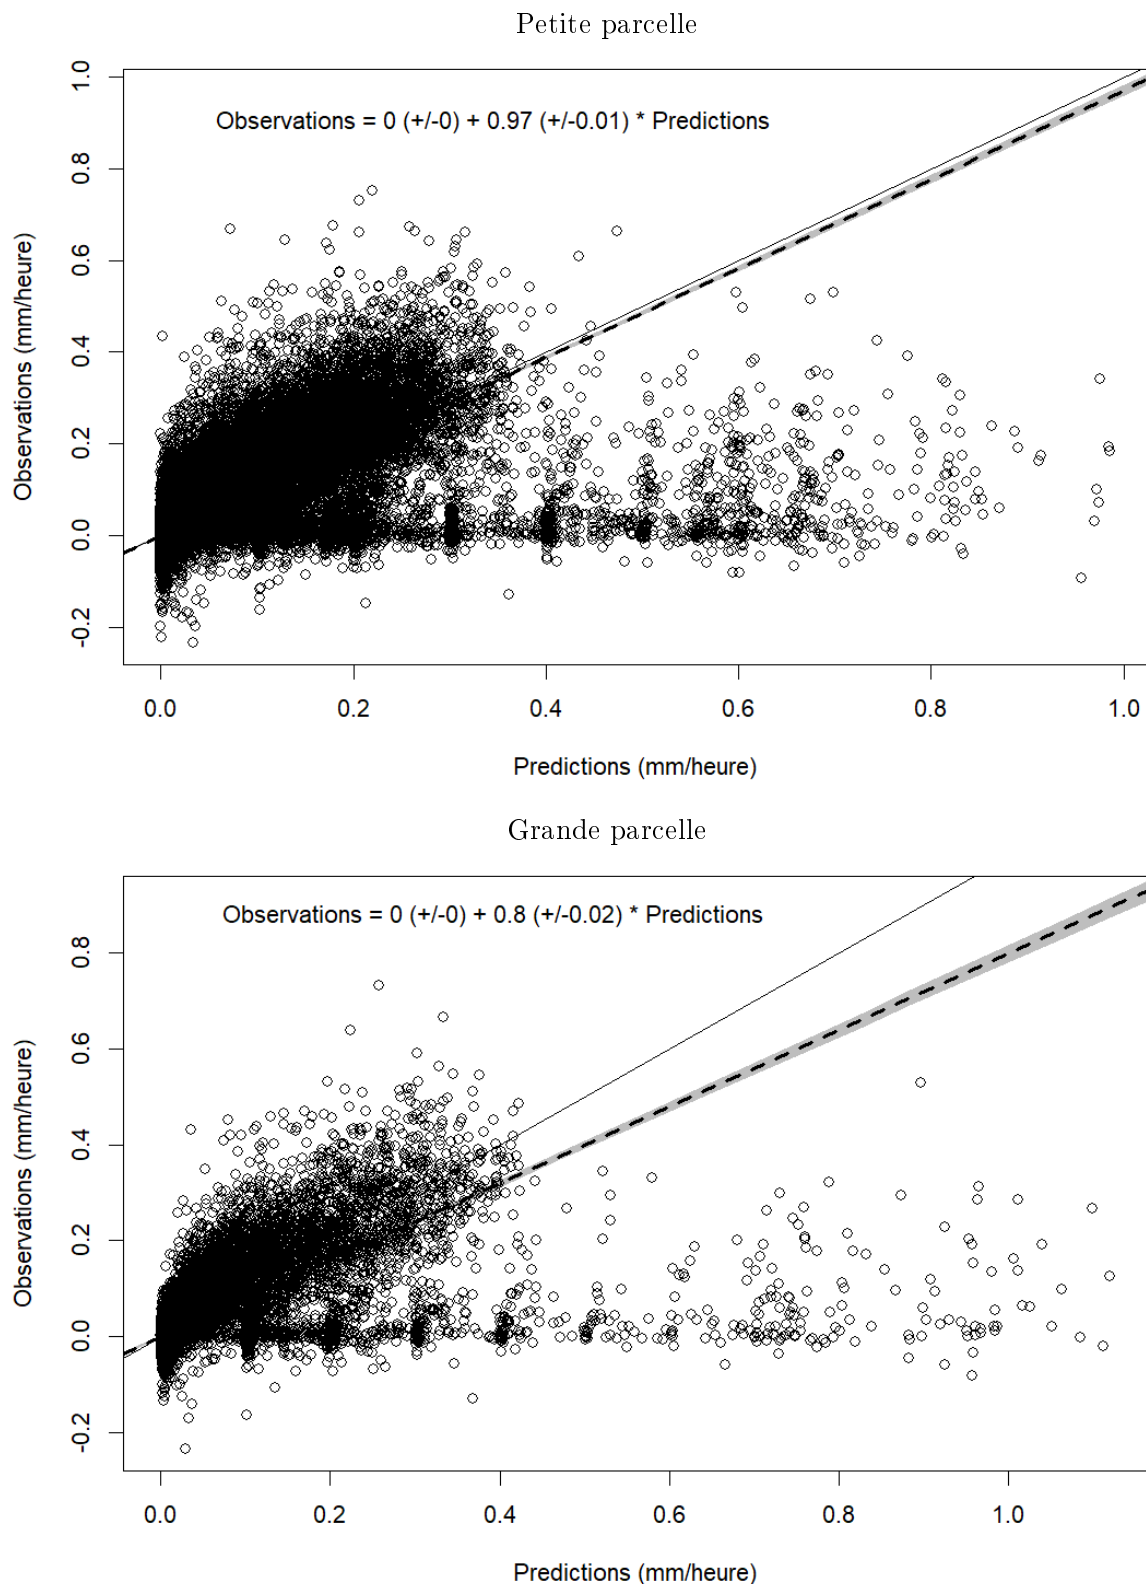 Petite parcelle
Observations = 0 (+/-0) + 0.97 (+/-0.01) * Predictions
Observations (mm/heure)
1.0
0.8
0.6
0.4
0.2
0.0
-0.2
0.0 0.2 0.4 0.6 0.8 1.0
Predictions (mm/heure)
Grande parcelle
Observations = 0 (+/-0) + 0.8 (+/-0.02) * Predictions
Observations (mm/heure)
0.8
0.6
0.4
0.2
0.0
-0.2
0.0 0.2 0.4 0.6 0.8 1.0
Predictions (mm/heure)